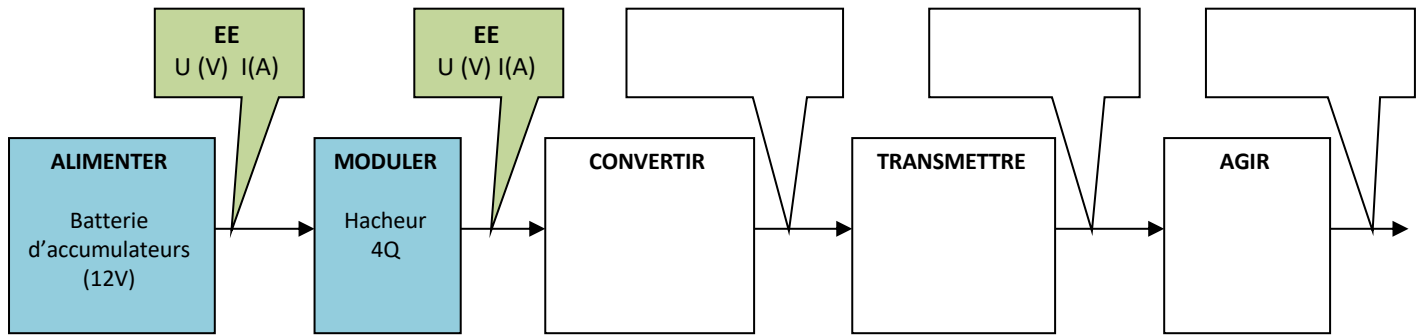 EE
U (V) I(A)
EE
U (V) I(A)
ALIMENTER
Batterie
d’accumulateurs
(12V)
MODULER
Hacheur
4Q
CONVERTIR
TRANSMETTRE
AGIR